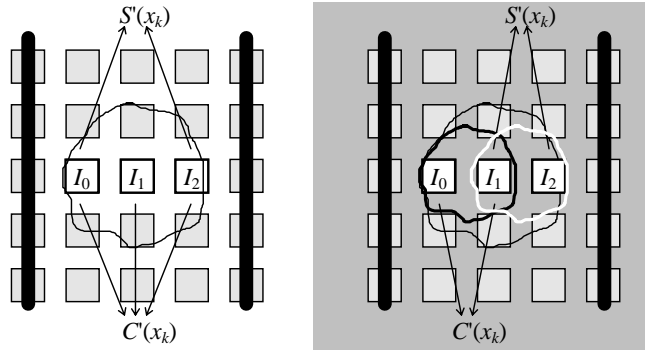 S'(x_k) S'(x_k)
I_0 I_1 I_2 I_0 I_1 I_2
C'(x_k) C'(x_k)